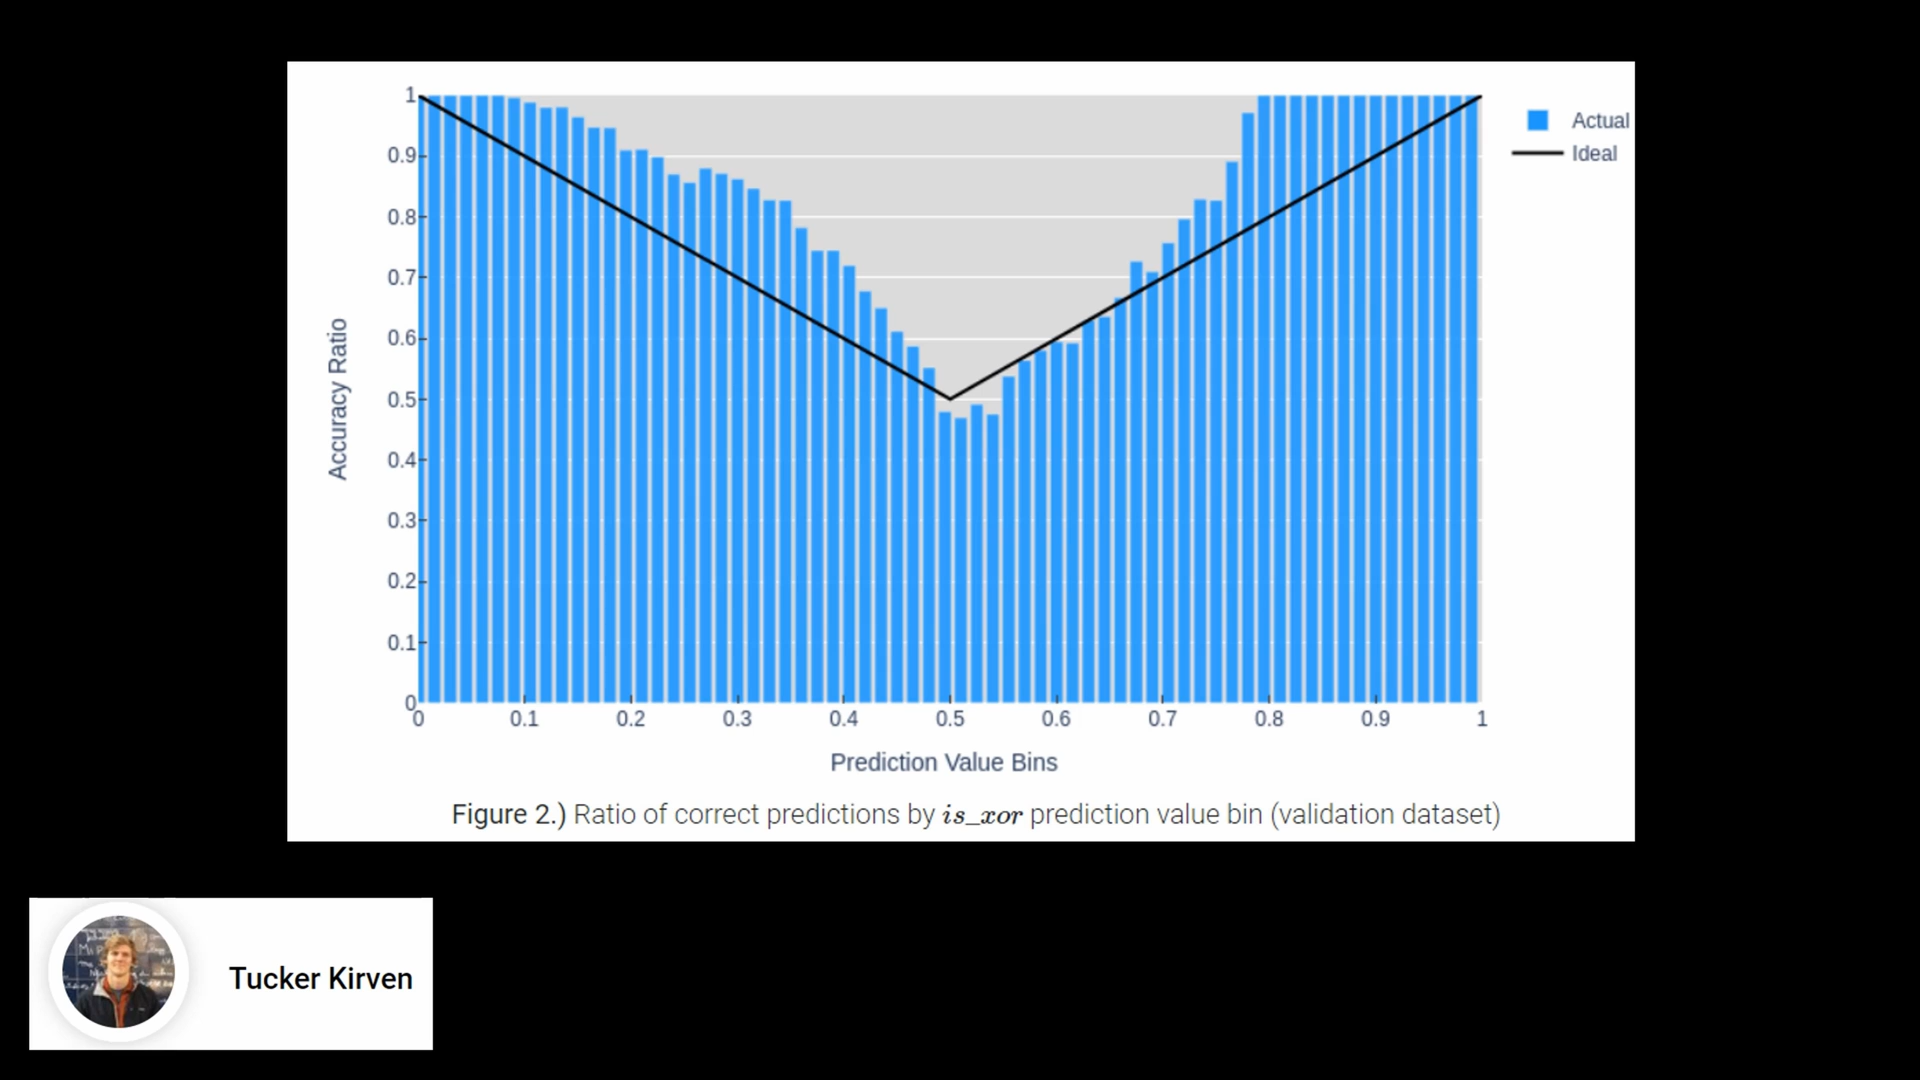 1
0.9
0.8
0.7
0.6
0.5
0.4
0.3
0.2
0.1
0
Accuracy Ratio
0 0.1 0.2 0.3 0.4 0.5 0.6 0.7 0.8 0.9 1
Prediction Value Bins
Actual
Ideal
Figure 2.) Ratio of correct predictions by is_xor prediction value bin (validation dataset)
Tucker Kirven